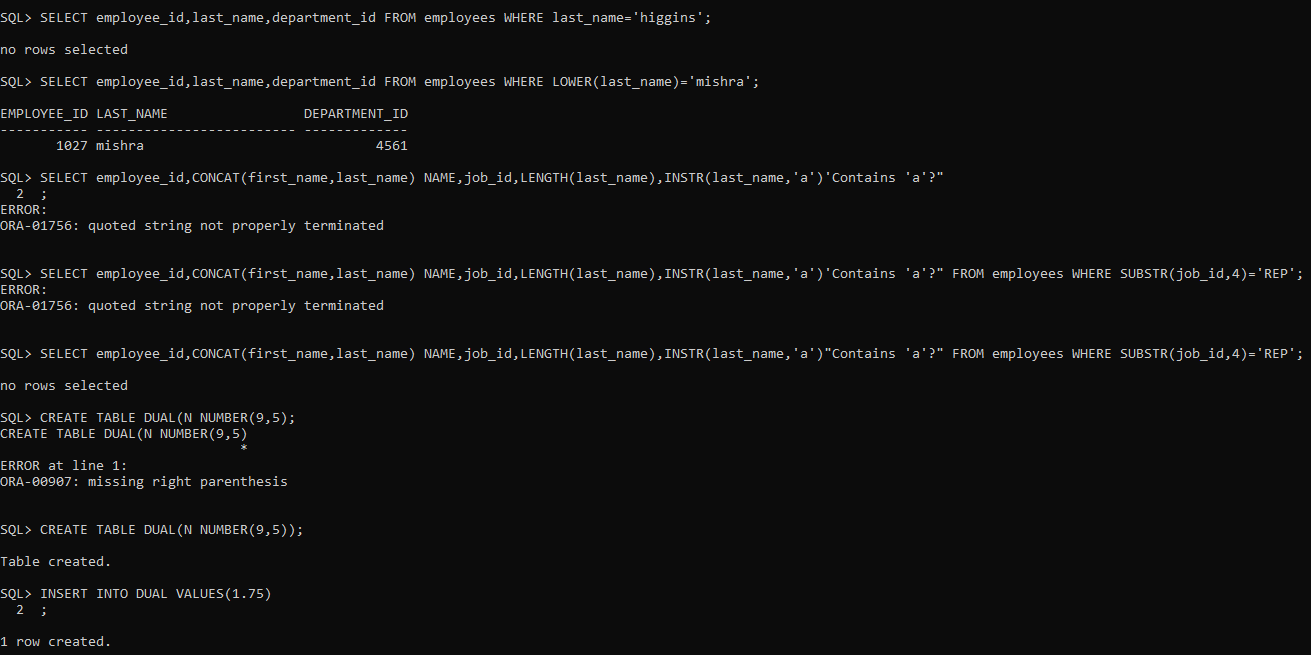 SQL> SELECT employee_id,last_name,department_id FROM employees WHERE last_name='higgins';
no rows selected
SQL> SELECT employee_id,last_name,department_id FROM employees WHERE LOWER(last_name)='mishra';
EMPLOYEE_ID LAST_NAME                 DEPARTMENT_ID
----------- ------------------------- -------------
       1027 mishra                             4561
SQL> SELECT employee_id,CONCAT(first_name,last_name) NAME,job_id,LENGTH(last_name),INSTR(last_name,'a')'Contains 'a'?"
  2  ;
ERROR:
ORA-01756: quoted string not properly terminated
SQL> SELECT employee_id,CONCAT(first_name,last_name) NAME,job_id,LENGTH(last_name),INSTR(last_name,'a')'Contains 'a'?" FROM employees WHERE SUBSTR(job_id,4)='REP';
ERROR:
ORA-01756: quoted string not properly terminated
SQL> SELECT employee_id,CONCAT(first_name,last_name) NAME,job_id,LENGTH(last_name),INSTR(last_name,'a')"Contains 'a'?" FROM employees WHERE SUBSTR(job_id,4)='REP';
no rows selected
SQL> CREATE TABLE DUAL(N NUMBER(9,5);
CREATE TABLE DUAL(N NUMBER(9,5)
                              *
ERROR at line 1:
ORA-00907: missing right parenthesis
SQL> CREATE TABLE DUAL(N NUMBER(9,5));
Table created.
SQL> INSERT INTO DUAL VALUES(1.75)
  2  ;
1 row created.